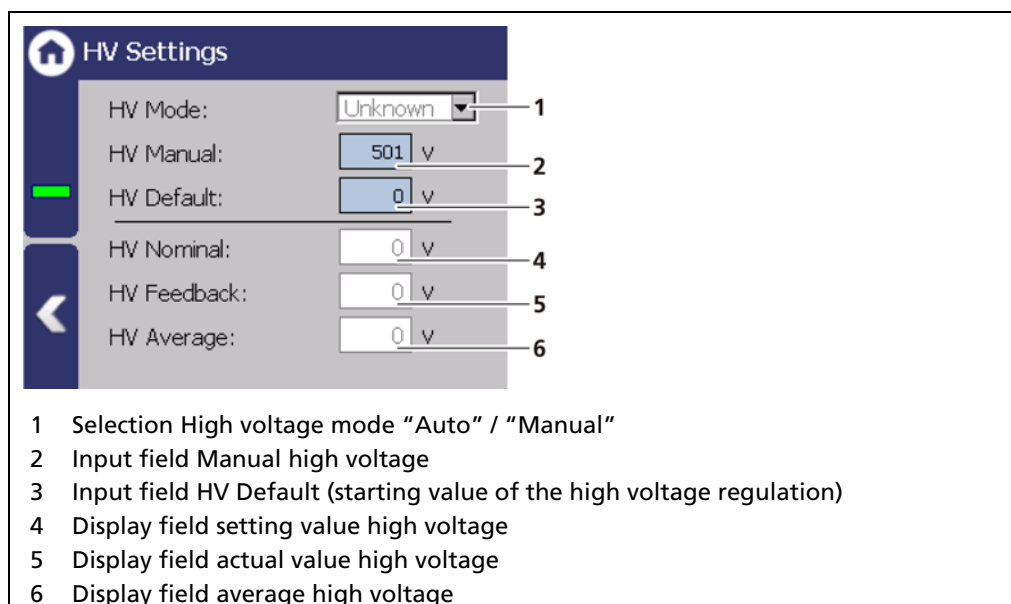 HV Settings
HV Mode: Unknown 1
HV Manual: 501 V 2
HV Default: 0 V 3
HV Nominal: 0 V 4
HV Feedback: 0 V 5
HV Average: 0 V 6
1 Selection High voltage mode “Auto” / “Manual”
2 Input field Manual high voltage
3 Input field HV Default (starting value of the high voltage regulation)
4 Display field setting value high voltage
5 Display field actual value high voltage
6 Display field average high voltage